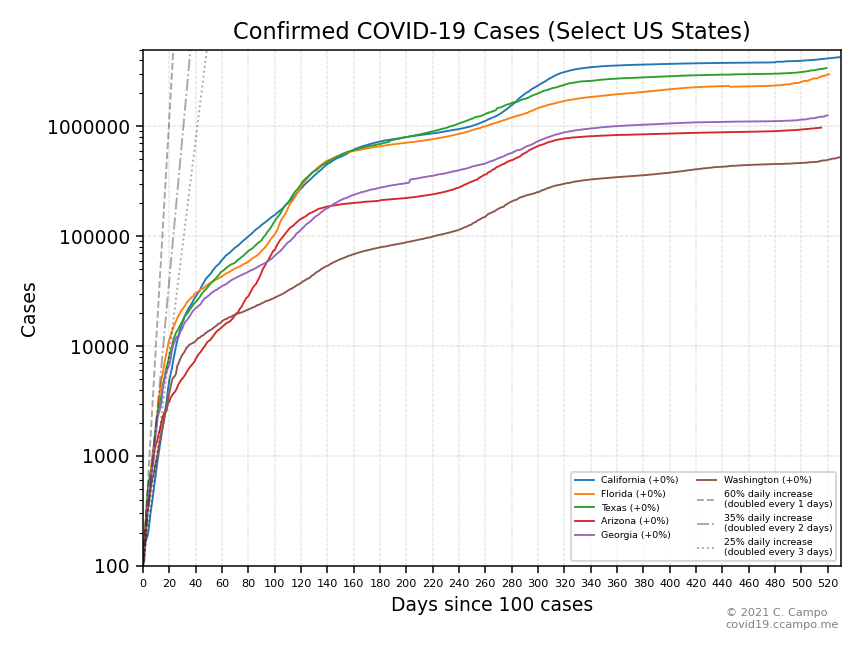 Confirmed COVID-19 Cases (Select US States)
Cases
1000000
100000
10000
1000
100
0 20 40 60 80 100 120 140 160 180 200 220 240 260 280 300 320 340 360 380 400 420 440 460 480 500 520
Days since 100 cases
California (+0%)
Florida (+0%)
Texas (+0%)
Arizona (+0%)
Georgia (+0%)
Washington (+0%)
60% daily increase
(doubled every 1 days)
35% daily increase
(doubled every 2 days)
25% daily increase
(doubled every 3 days)
© 2021 C. Campo
covid19.ccampo.me